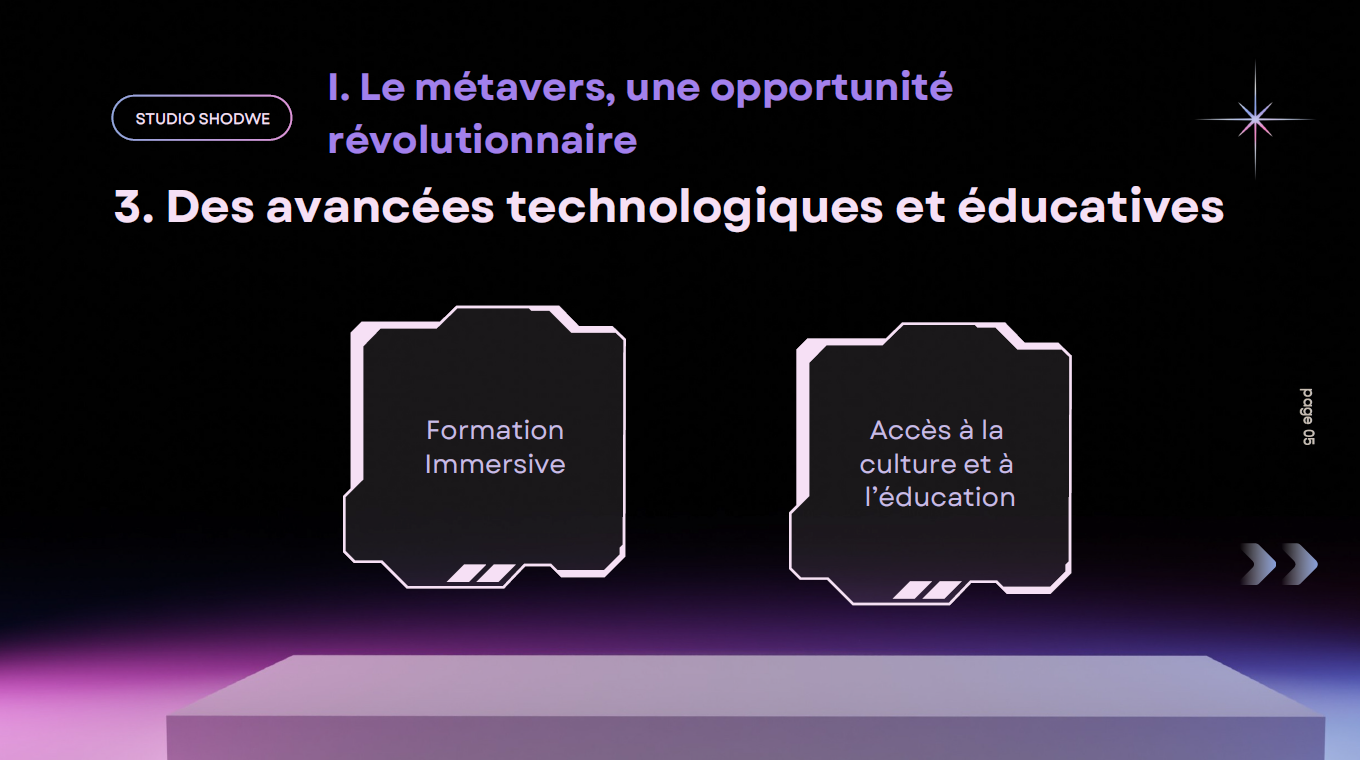 STUDIO SHODWE
I. Le métavers, une opportunité
révolutionnaire
3. Des avancées technologiques et éducatives
Formation
Immersive
Accès à la
culture et à
l’éducation
page 05